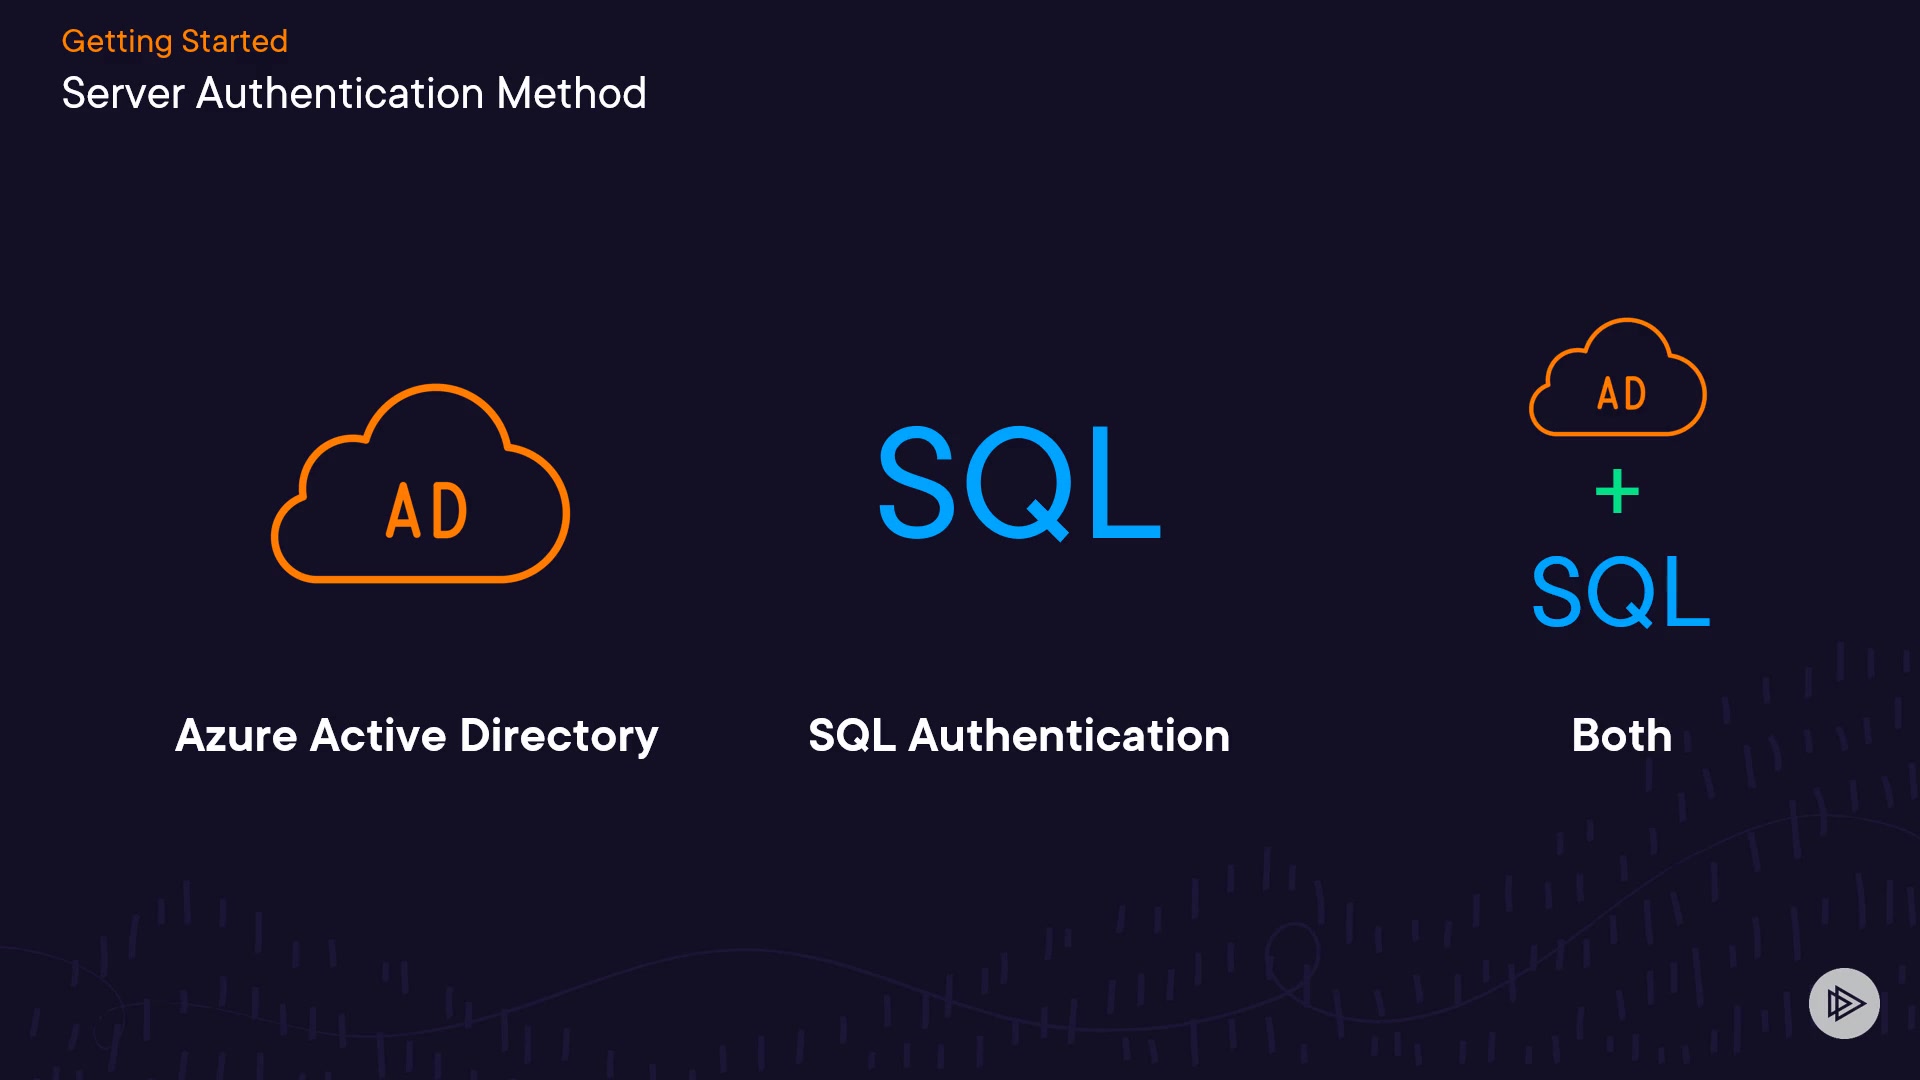 Getting Started
Server Authentication Method
AD
SQL
AD
+
SQL
Azure Active Directory
SQL Authentication
Both